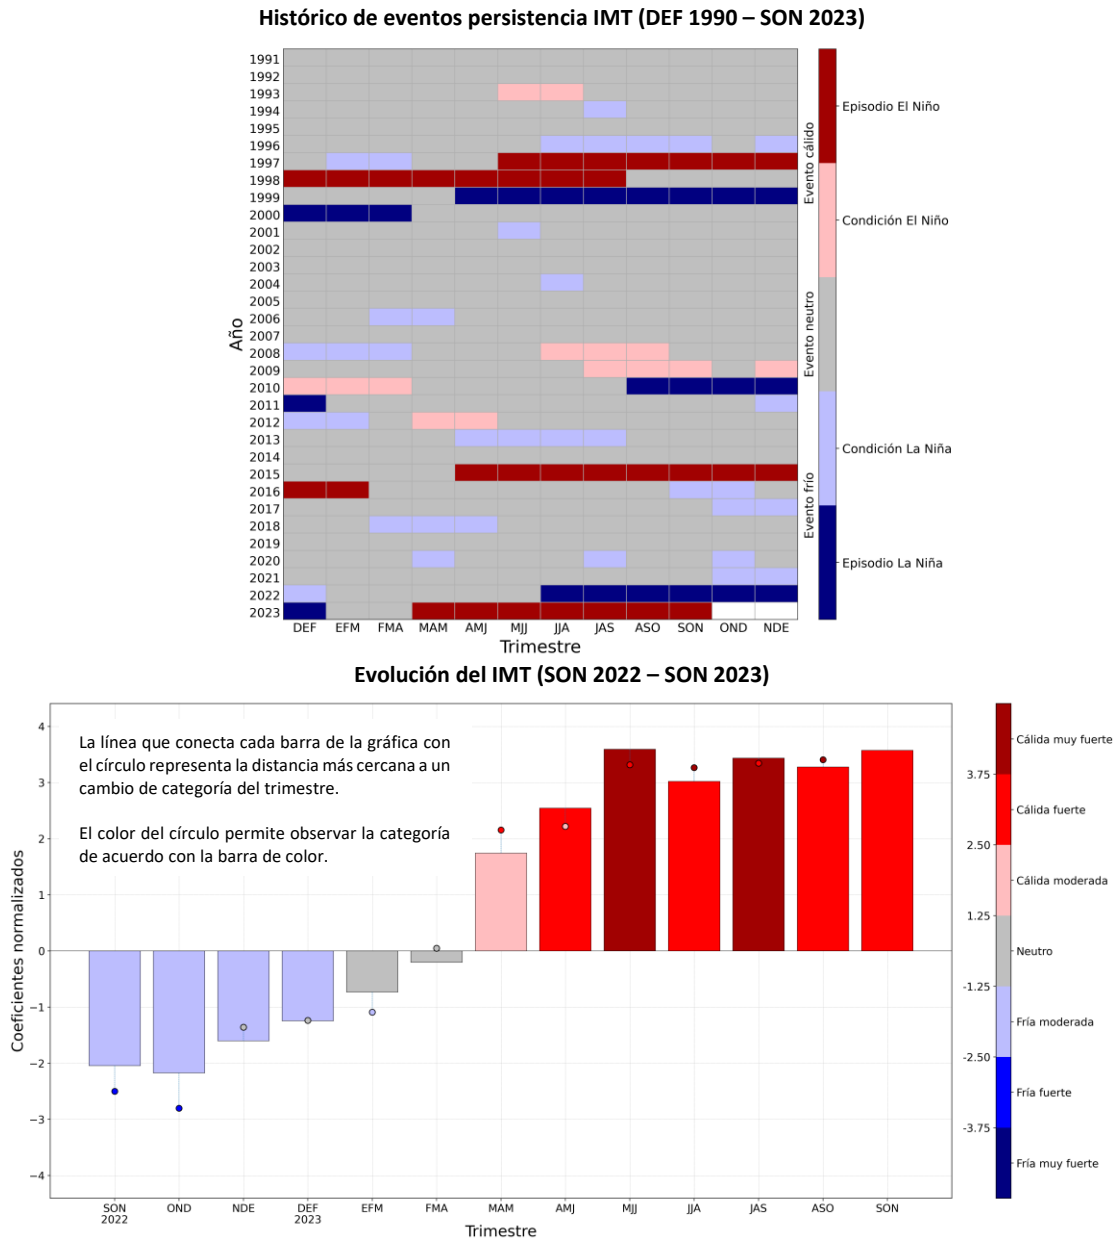 Histórico de eventos persistencia IMT (DEF 1990 – SON 2023)
Año
1991
1992
1993
1994
1995
1996
1997
1998
1999
2000
2001
2002
2003
2004
2005
2006
2007
2008
2009
2010
2011
2012
2013
2014
2015
2016
2017
2018
2019
2020
2021
2022
2023
DEF EFM FMA MAM AMJ MJJ JJA JAS ASO SON OND NDE
Trimestre
Evento cálido
Evento neutro
Evento frío
Episodio El Niño
Condición El Niño
Condición La Niña
Episodio La Niña
Evolución del IMT (SON 2022 – SON 2023)
La línea que conecta cada barra de la gráfica con
el círculo representa la distancia más cercana a un
cambio de categoría del trimestre.
El color del círculo permite observar la categoría
de acuerdo con la barra de color.
Coeficientes normalizados
4
3
2
1
0
−1
−2
−3
−4
SON OND NDE DEF EFM FMA MAM AMJ MJJ JJA JAS ASO SON
2022 2023
Trimestre
Cálida muy fuerte
3.75
Cálida fuerte
2.50
Cálida moderada
1.25
Neutro
-1.25
Fría moderada
-2.50
Fría fuerte
-3.75
Fría muy fuerte